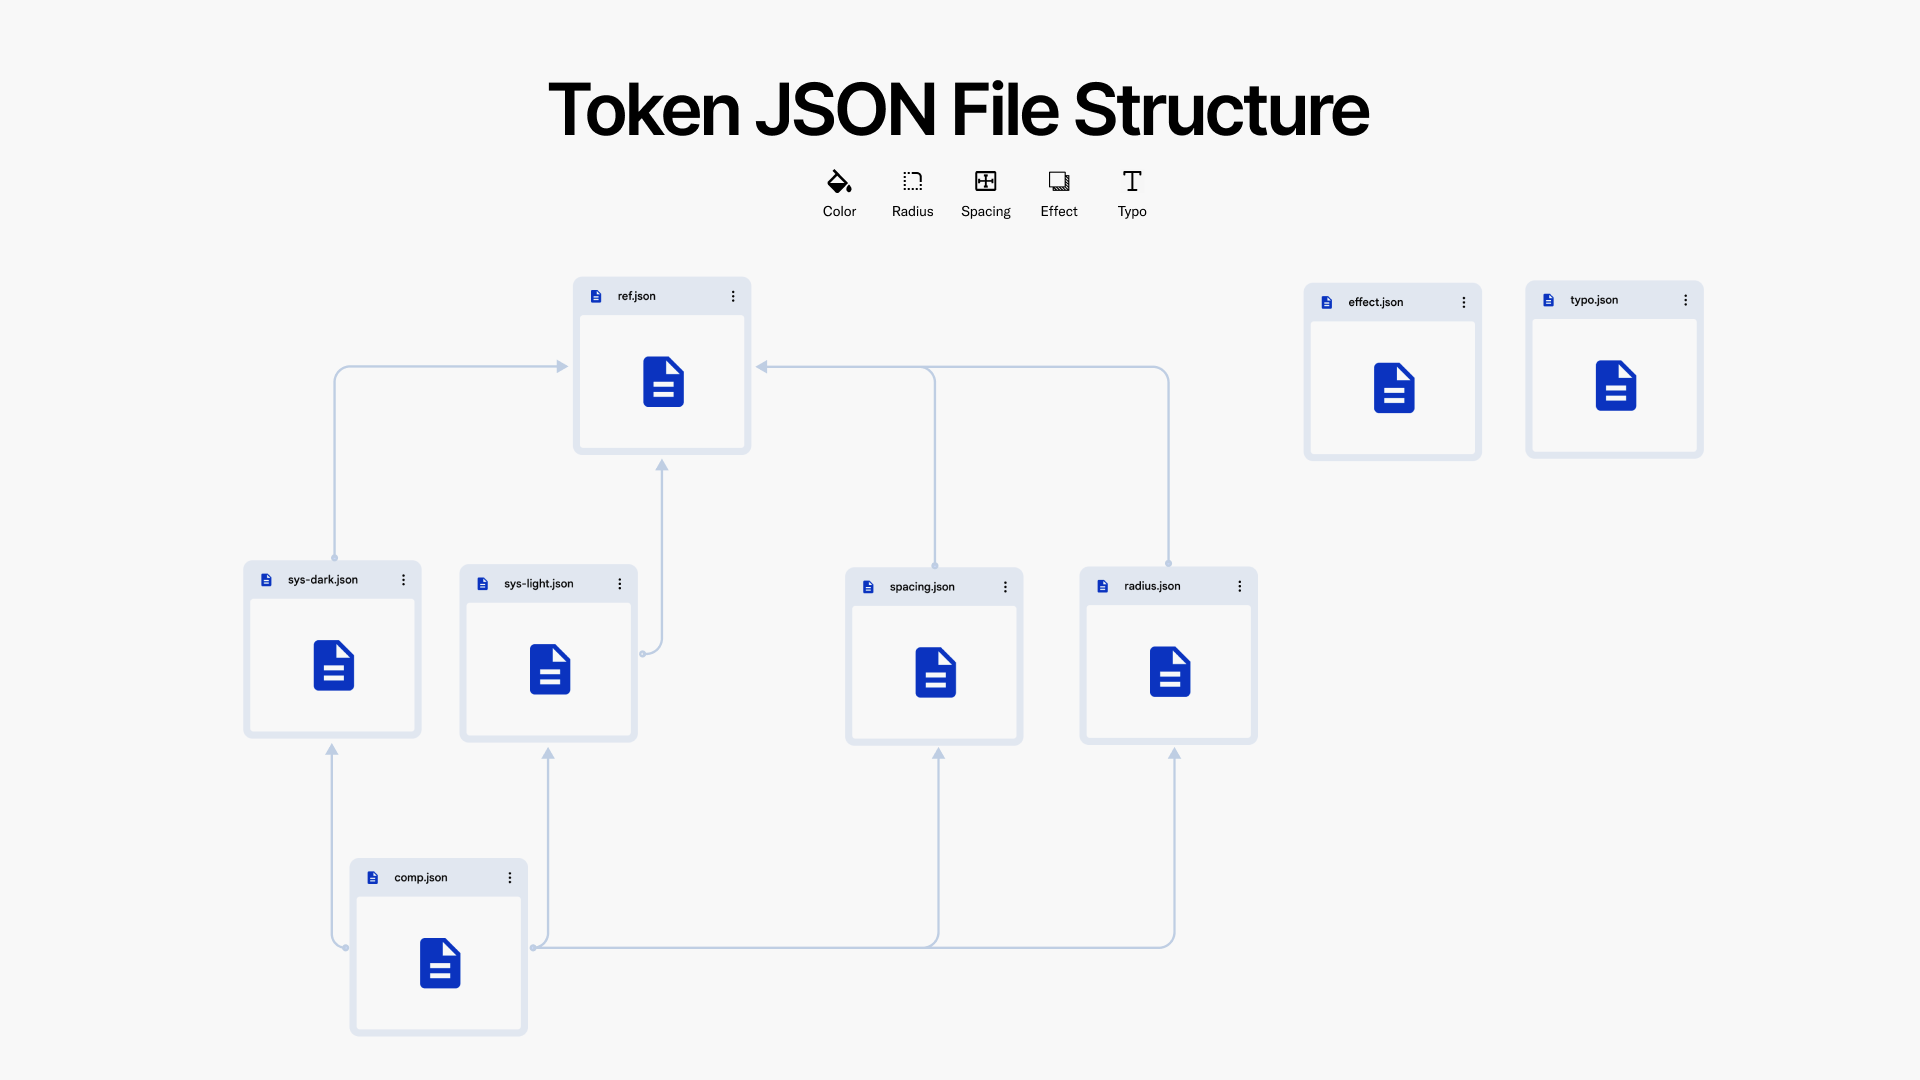 Token JSON File Structure
Color
Radius
Spacing
Effect
Typo
ref.json
effect.json
typo.json
sys-dark.json
sys-light.json
spacing.json
radius.json
comp.json